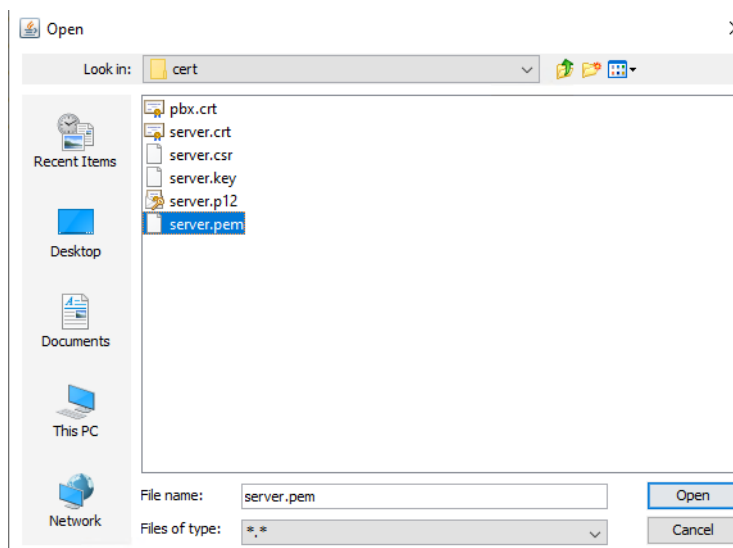 Open
Look in:
cert
pbx.crt
server.crt
server.csr
server.key
server.p12
server.pem
Recent Items
Desktop
Documents
This PC
Network
File name:
server.pem
Open
Files of type:
*.*
Cancel